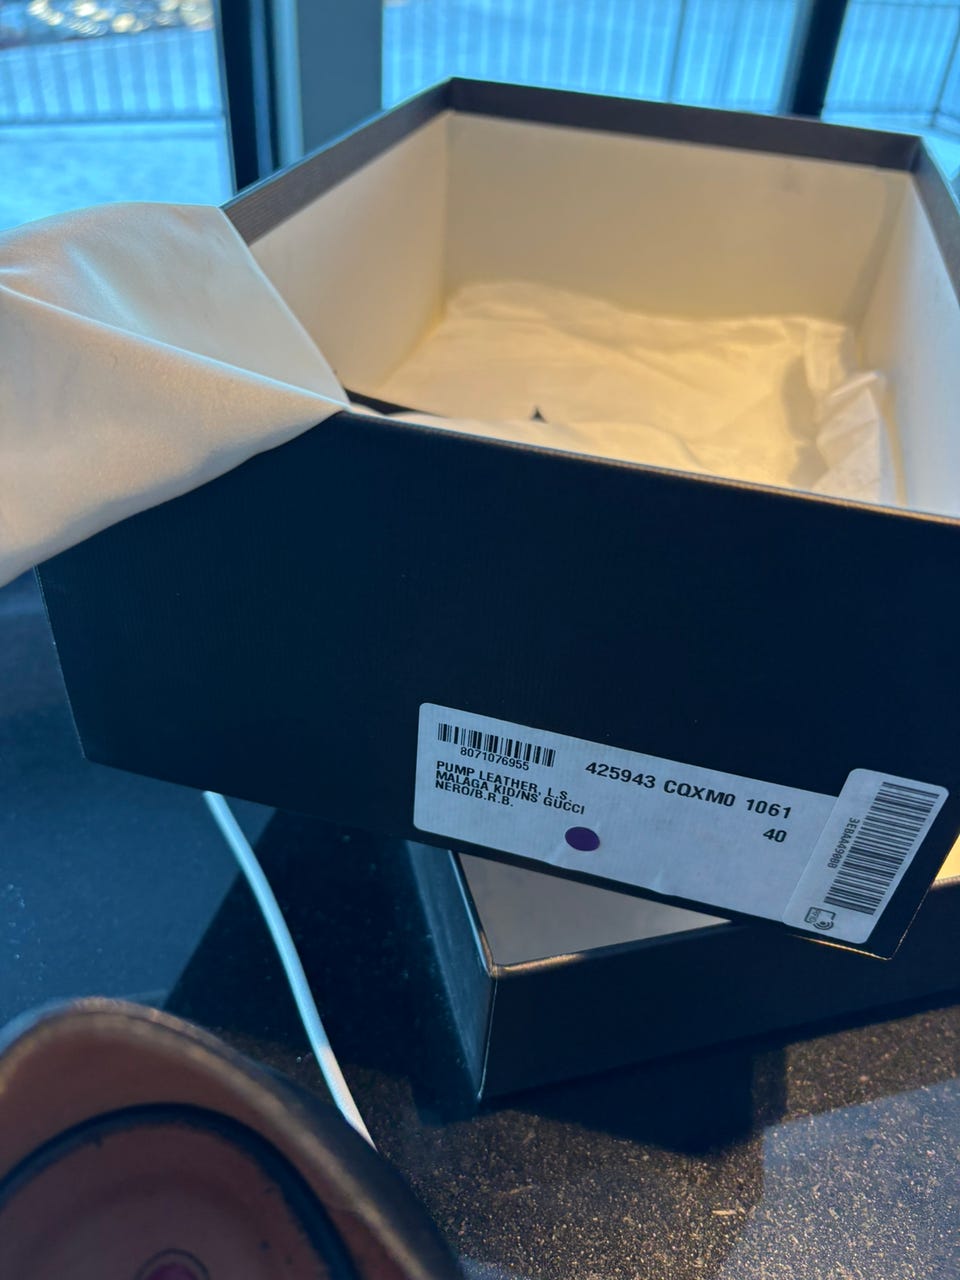 8071076955
PUMP LEATHER, L.S.
MALAGA KID/NS GUCCI
NERO/B.R.B.
425943 CQXM0 1061
40